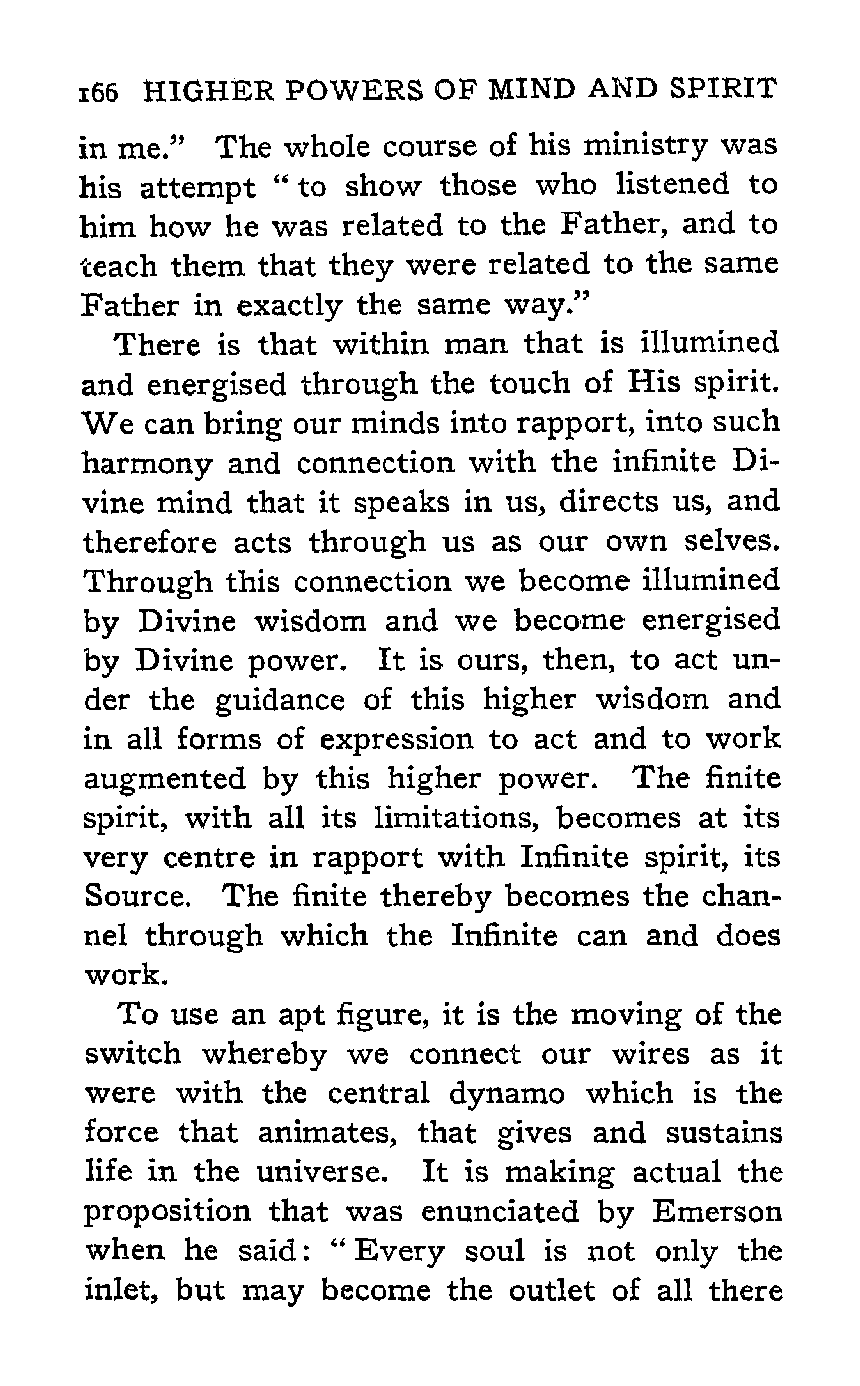 166 HIGHER POWERS OF MIND AND SPIRIT
in me.” The whole course of his ministry was
his attempt “ to show those who listened to
him how he was related to the Father, and to
teach them that they were related to the same
Father in exactly the same way.”
There is that within man that is illumined
and energised through the touch of His spirit.
We can bring our minds into rapport, into such
harmony and connection with the infinite Di-
vine mind that it speaks in us, directs us, and
therefore acts through us as our own selves.
Through this connection we become illumined
by Divine wisdom and we become energised
by Divine power. It is ours, then, to act un-
der the guidance of this higher wisdom and
in all forms of expression to act and to work
augmented by this higher power. The finite
spirit, with all its limitations, becomes at its
very centre in rapport with Infinite spirit, its
Source. The finite thereby becomes the chan-
nel through which the Infinite can and does
work.
To use an apt figure, it is the moving of the
switch whereby we connect our wires as it
were with the central dynamo which is the
force that animates, that gives and sustains
life in the universe. It is making actual the
proposition that was enunciated by Emerson
when he said: “ Every soul is not only the
inlet, but may become the outlet of all there